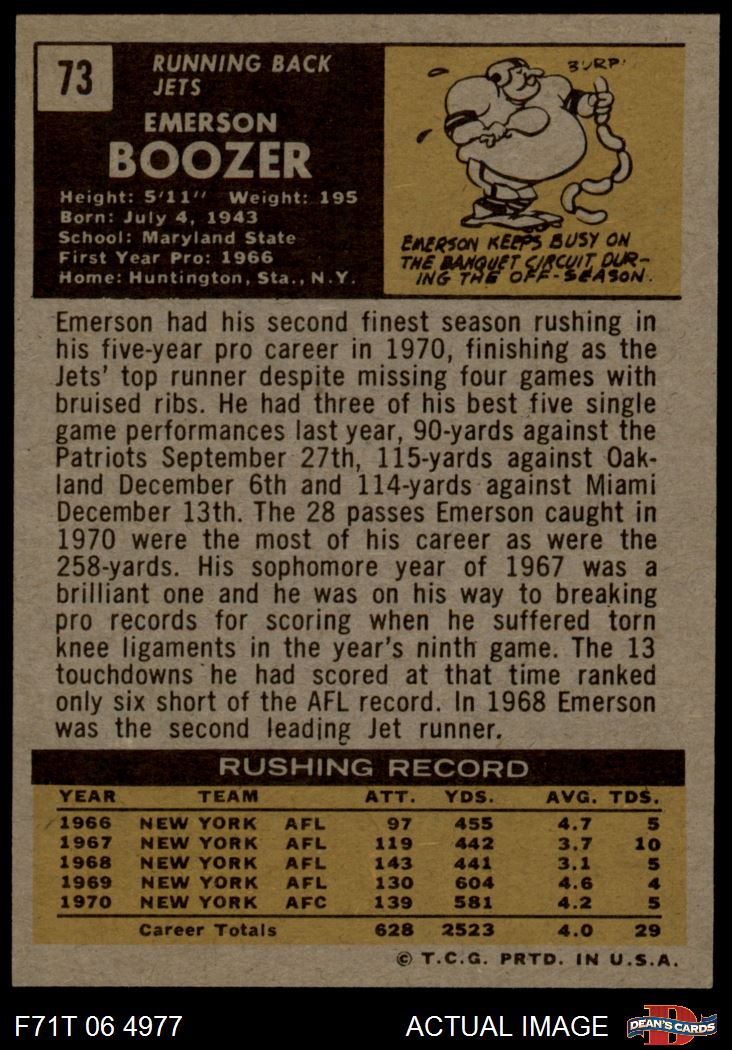 73
RUNNING BACK
JETS
EMERSON
BOOZER
Height: 5'11" Weight: 195
Born: July 4, 1943
School: Maryland State
First Year Pro: 1966
Home: Huntington, Sta., N.Y.
BURP!
EMERSON KEEPS BUSY ON
THE BANQUET CIRCUIT DUR-
ING THE OFF-SEASON.
Emerson had his second finest season rushing in
his five-year pro career in 1970, finishing as the
Jets' top runner despite missing four games with
bruised ribs. He had three of his best five single
game performances last year, 90-yards against the
Patriots September 27th, 115-yards against Oak-
land December 6th and 114-yards against Miami
December 13th. The 28 passes Emerson caught in
1970 were the most of his career as were the
258-yards. His sophomore year of 1967 was a
brilliant one and he was on his way to breaking
pro records for scoring when he suffered torn
knee ligaments in the year's ninth game. The 13
touchdowns he had scored at that time ranked
only six short of the AFL record. In 1968 Emerson
was the second leading Jet runner.
RUSHING RECORD
YEAR TEAM ATT. YDS. AVG. TDS.
1966 NEW YORK AFL 97 455 4.7 5
1967 NEW YORK AFL 119 442 3.7 10
1968 NEW YORK AFL 143 441 3.1 5
1969 NEW YORK AFL 130 604 4.6 4
1970 NEW YORK AFC 139 581 4.2 5
Career Totals 628 2523 4.0 29
© T.C.G. PRTD. IN U.S.A.
F71T 06 4977 ACTUAL IMAGE DEAN'S CARDS